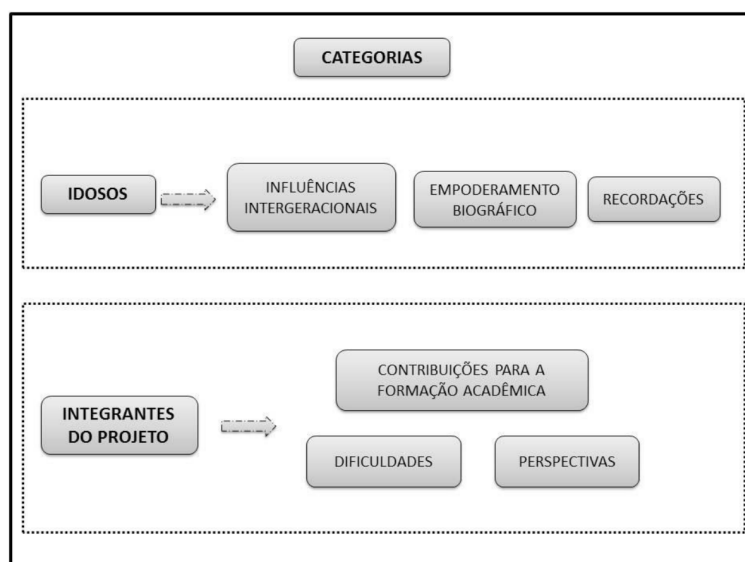 CATEGORIAS
IDOSOS
INFLUÊNCIAS
INTERGERACIONAIS
EMPODERAMENTO
BIOGRÁFICO
RECORDAÇÕES
INTEGRANTES
DO PROJETO
CONTRIBUIÇÕES PARA A
FORMAÇÃO ACADÊMICA
DIFICULDADES
PERSPECTIVAS